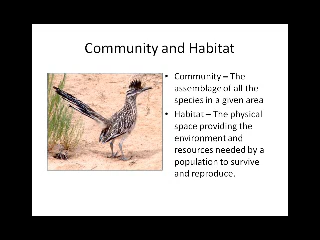 Community and Habitat
• Community – The
assemblage of all the
species in a given area
• Habitat – The physical
space providing the
environment and
resources needed by a
population to survive
and reproduce.